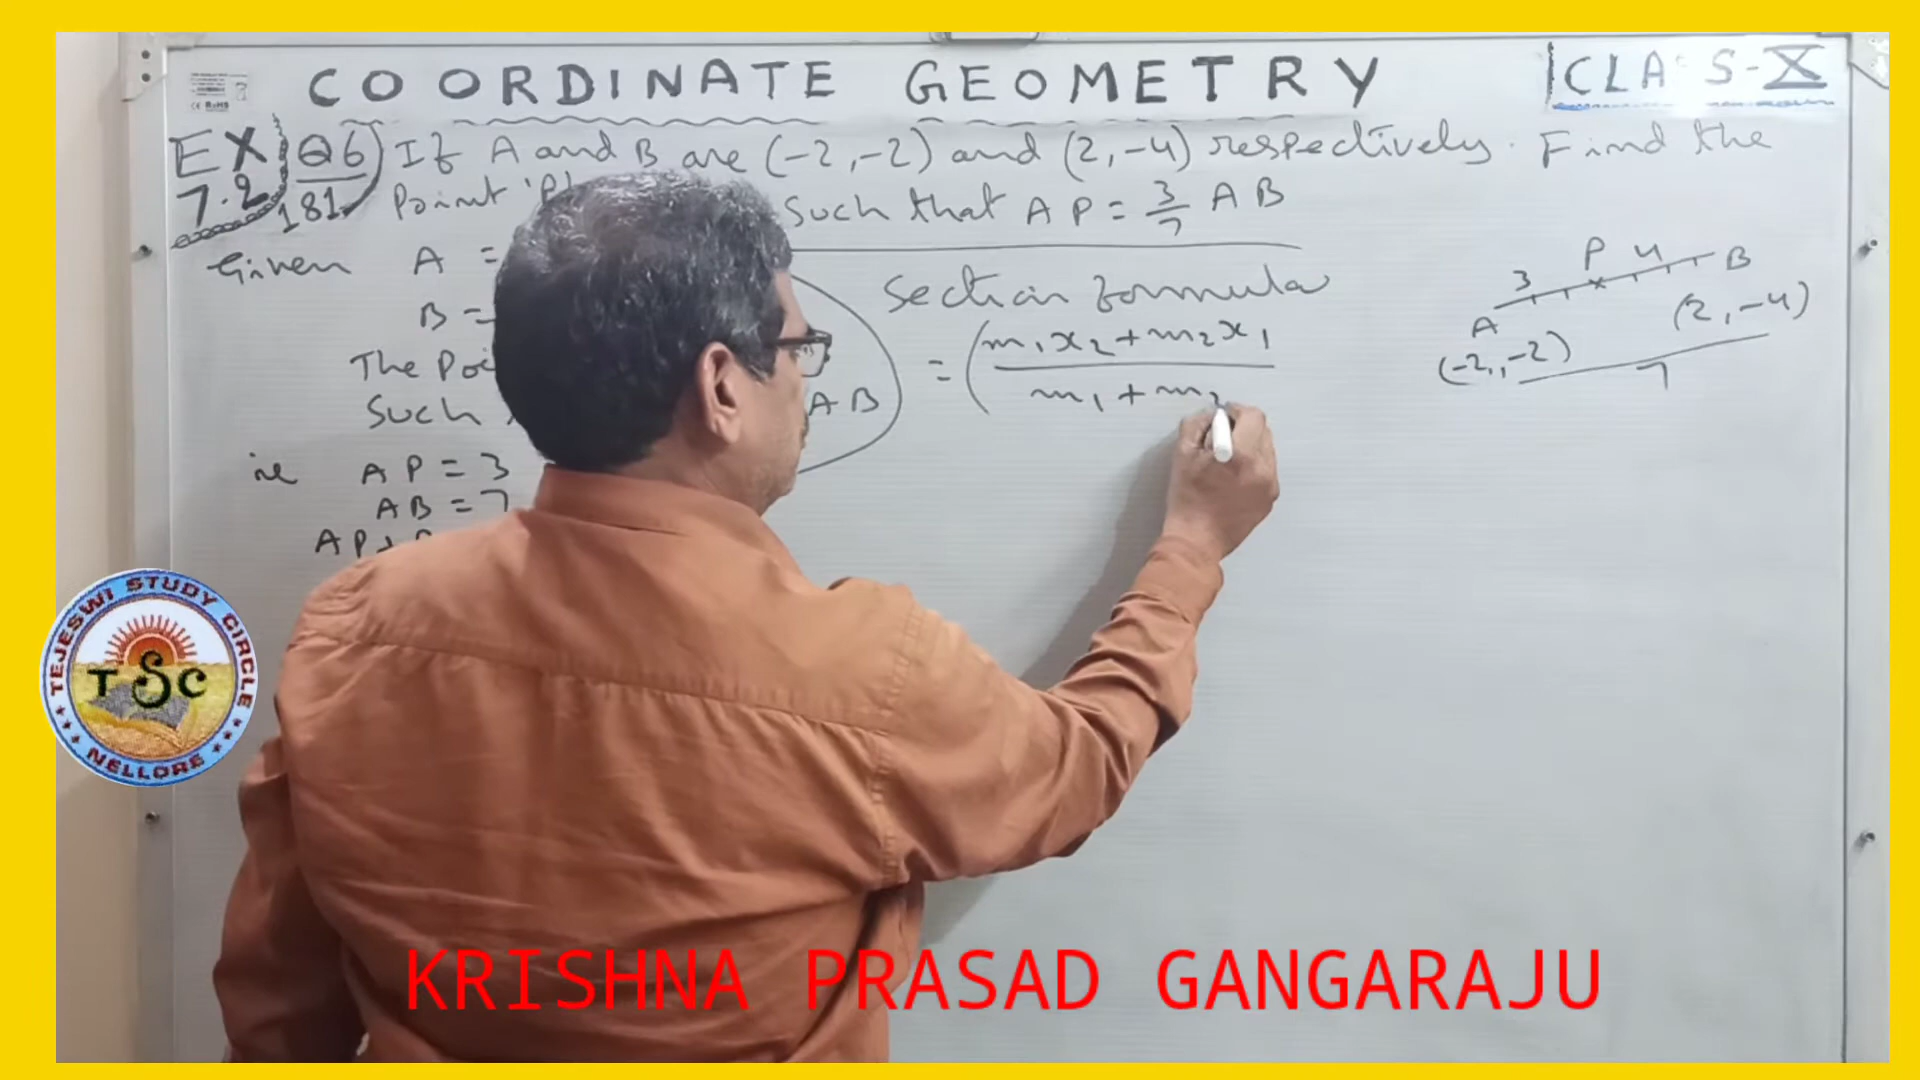 COORDINATE GEOMETRY
CLASS-X
EX 7.2
Q6
181
If A and B are (-2,-2) and (2,-4) respectively. Find the
Point 'P' such that AP = 3/7 AB
Given A =
B =
The Poi
Such
AB
ie AP = 3
AB = 7
AP+
Section formula
= (m₁x₂+m₂x₁
m₁+m₂
3 P 4 B
A
(2,-4)
(-2,-2)
7
TEJESWI STUDY CIRCLE
TSC
NELLORE
KRISHNA PRASAD GANGARAJU